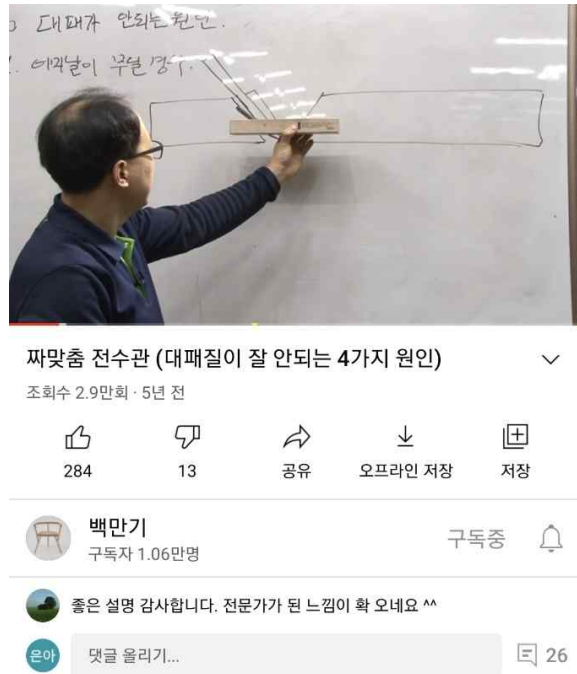 대패가 안되는 원인.
짜맞춤 전수관 (대패질이 잘 안되는 4가지 원인)
조회수 2.9만회 · 5년 전
284
13
공유
오프라인 저장
저장
백만기
구독자 1.06만명
구독중
좋은 설명 감사합니다. 전문가가 된 느낌이 확 오네요 ^^
은아
댓글 올리기...
26